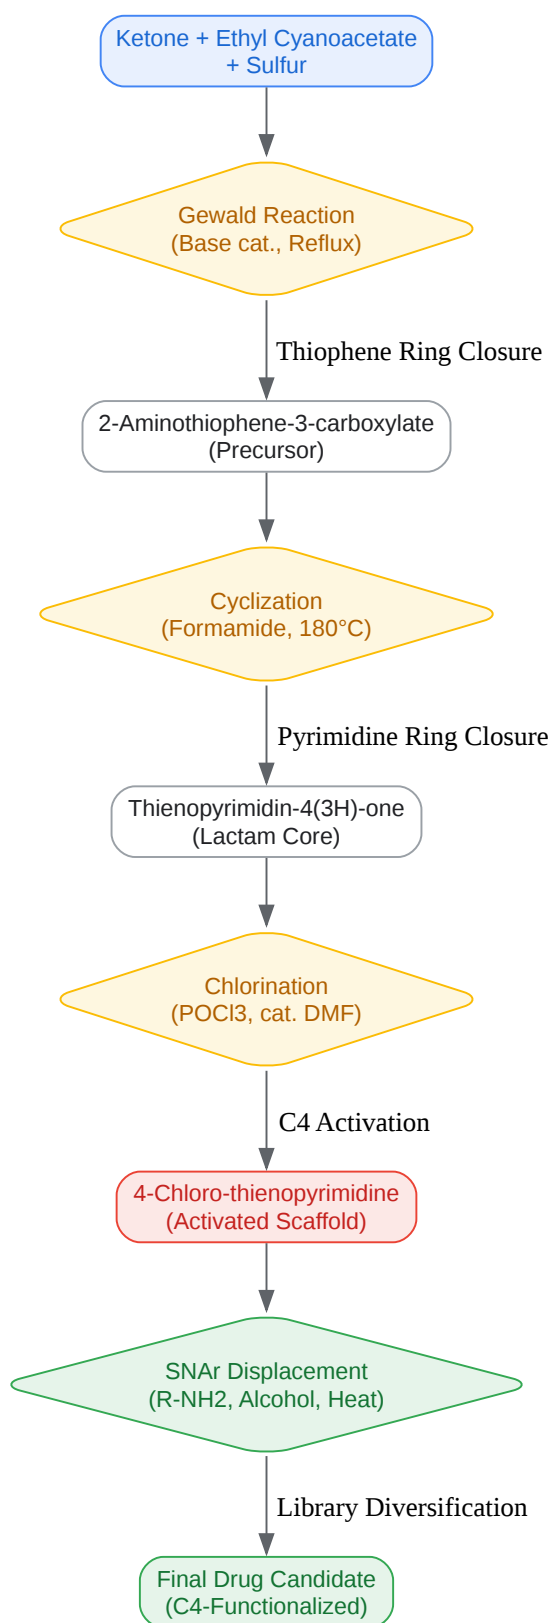 Ketone + Ethyl Cyanoacetate
+ Sulfur
Gewald Reaction
(Base cat., Reflux)
Thiophene Ring Closure
2-Aminothiophene-3-carboxylate
(Precursor)
Cyclization
(Formamide, 180°C)
Pyrimidine Ring Closure
Thienopyrimidin-4(3H)-one
(Lactam Core)
Chlorination
(POCl3, cat. DMF)
C4 Activation
4-Chloro-thienopyrimidine
(Activated Scaffold)
SNAr Displacement
(R-NH2, Alcohol, Heat)
Library Diversification
Final Drug Candidate
(C4-Functionalized)